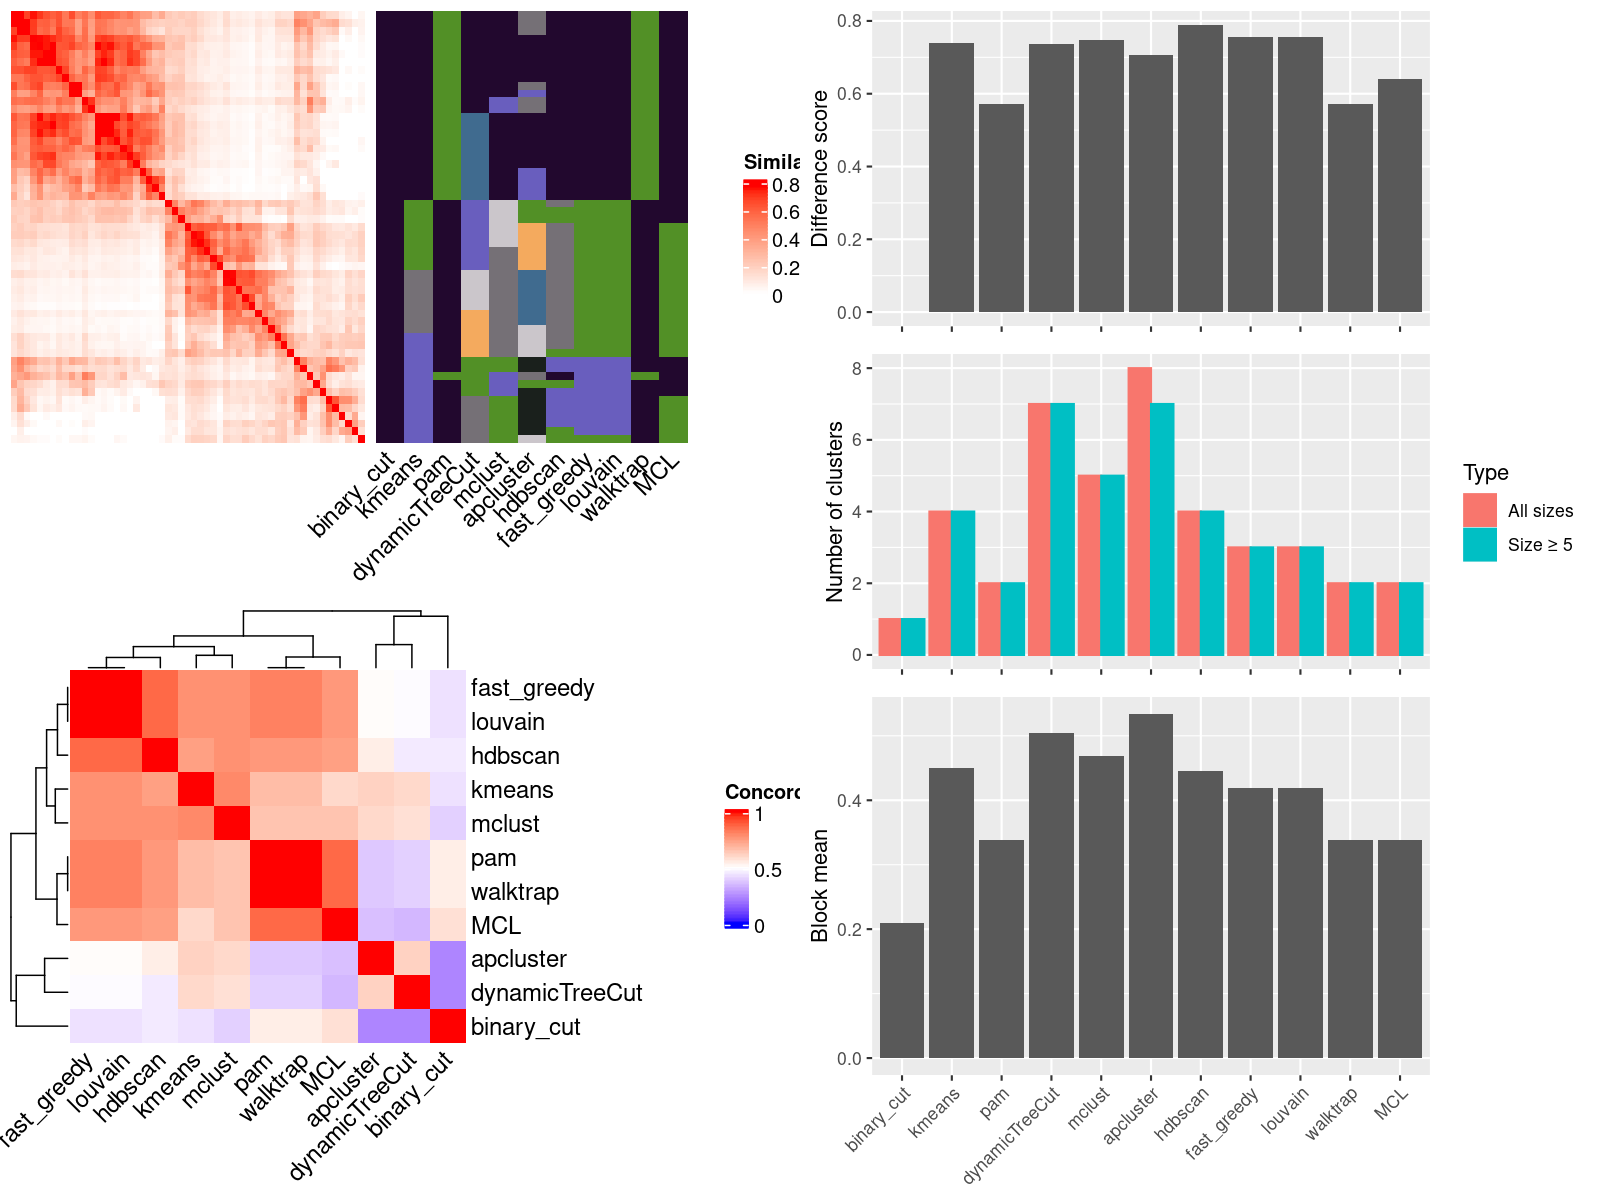 Simila
0.8
0.6
0.4
0.2
0
binary_cut
kmeans
pam
dynamicTreeCut
mclust
apcluster
hdbscan
fast_greedy
louvain
walktrap
MCL
Difference score
0.8
0.6
0.4
0.2
0.0
Number of clusters
8
6
4
2
0
Type
All sizes
Size ≥ 5
fast_greedy
louvain
hdbscan
kmeans
mclust
pam
walktrap
MCL
apcluster
dynamicTreeCut
binary_cut
fast_greedy
louvain
hdbscan
kmeans
mclust
pam
walktrap
MCL
apcluster
dynamicTreeCut
binary_cut
Concord
1
0.5
0
Block mean
0.4
0.2
0.0
binary_cut
kmeans
pam
dynamicTreeCut
mclust
apcluster
hdbscan
fast_greedy
louvain
walktrap
MCL